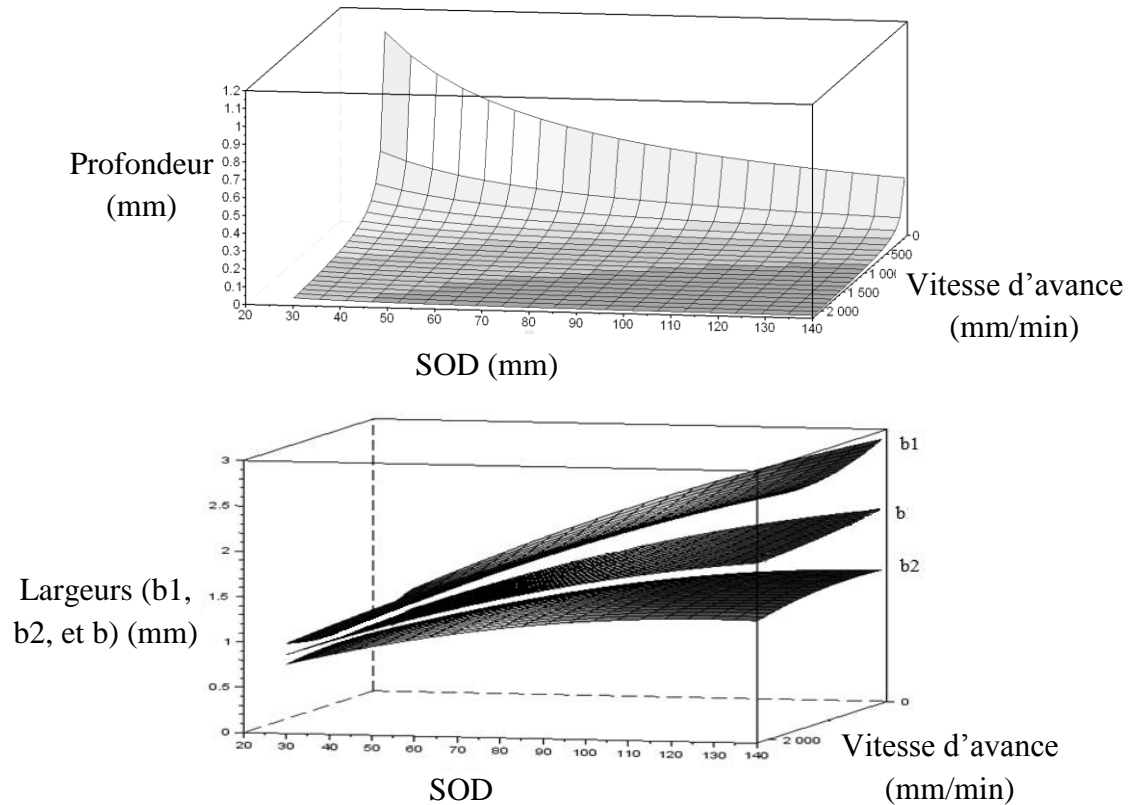 1.2
1.1
1
0.9
0.8
0.7
0.6
0.5
0.4
0.3
0.2
0.1
0
Profondeur
(mm)
20 30 40 50 60 70 80 90 100 110 120 130 140
SOD (mm)
0
500
1 000
1 500
2 000
Vitesse d’avance
(mm/min)
3
2.5
2
1.5
1
0.5
0
Largeurs (b1,
b2, et b) (mm)
b1
b
b2
20 30 40 50 60 70 80 90 100 110 120 130 140
SOD
0
2 000
Vitesse d’avance
(mm/min)